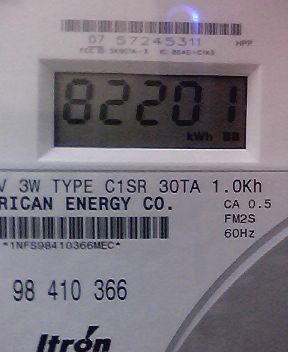 07 57245311 HPP
82201
kWh
V 3W TYPE C1SR 30TA 1.0Kh
RICAN ENERGY CO. CA 0.5
FM2S
60Hz
*1NFS98410366MEC*
98 410 366
Itron